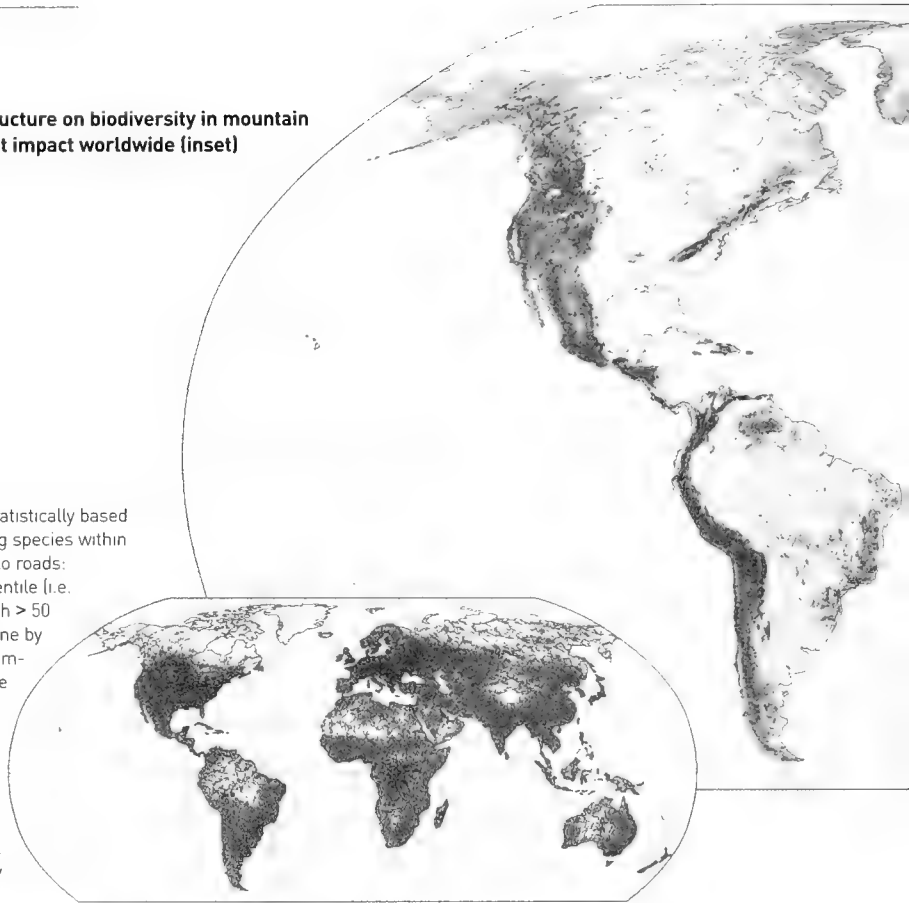 ucture on biodiversity in mountain
t impact worldwide (inset)
atistically based
g species within
o roads:
entile (i.e.
h > 50
ne by
m-
e